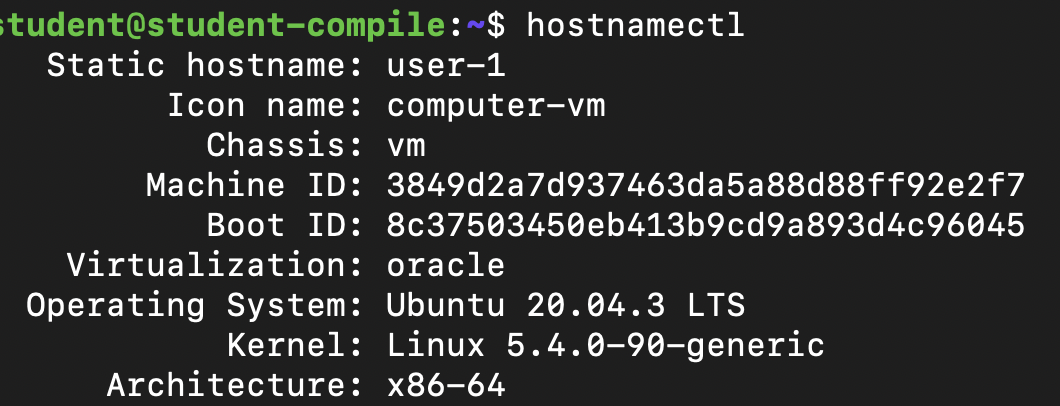 student@student-compile:~$ hostnamectl
Static hostname: user-1
Icon name: computer-vm
Chassis: vm
Machine ID: 3849d2a7d937463da5a88d88ff92e2f7
Boot ID: 8c37503450eb413b9cd9a893d4c96045
Virtualization: oracle
Operating System: Ubuntu 20.04.3 LTS
Kernel: Linux 5.4.0-90-generic
Architecture: x86-64